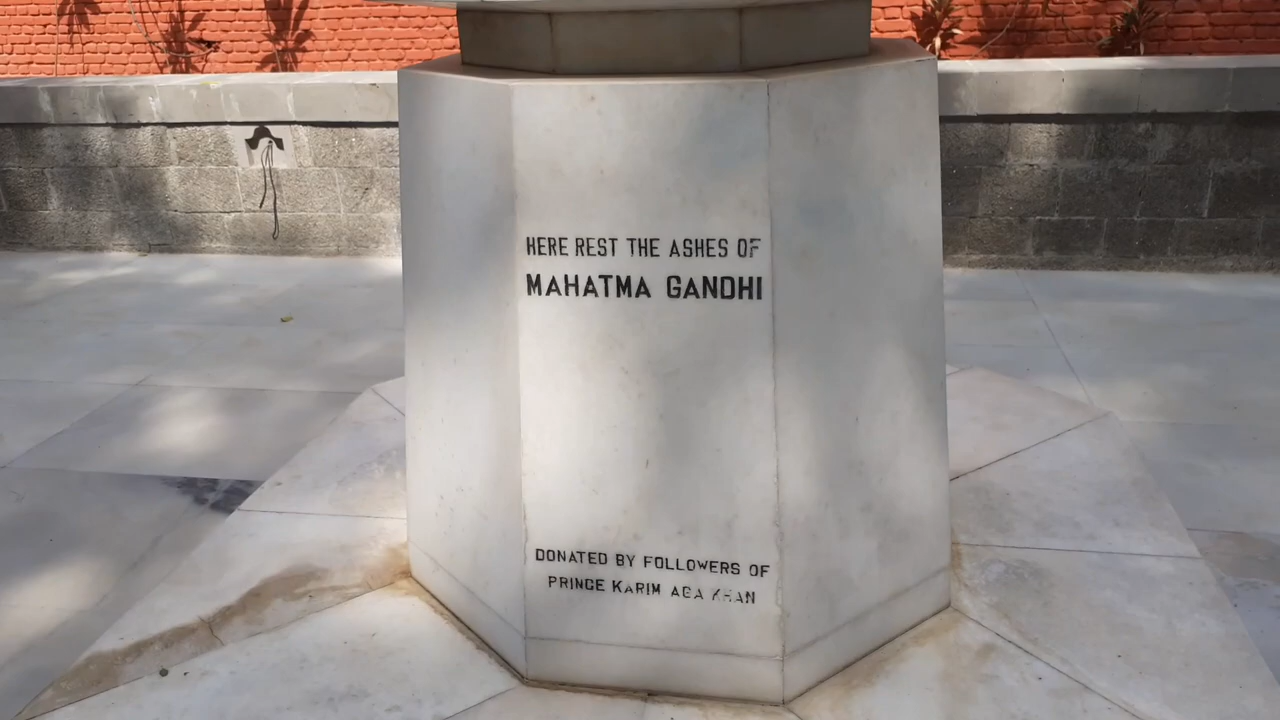 HERE REST THE ASHES OF
MAHATMA GANDHI
DONATED BY FOLLOWERS OF
PRINCE KARIM AGA KHAN